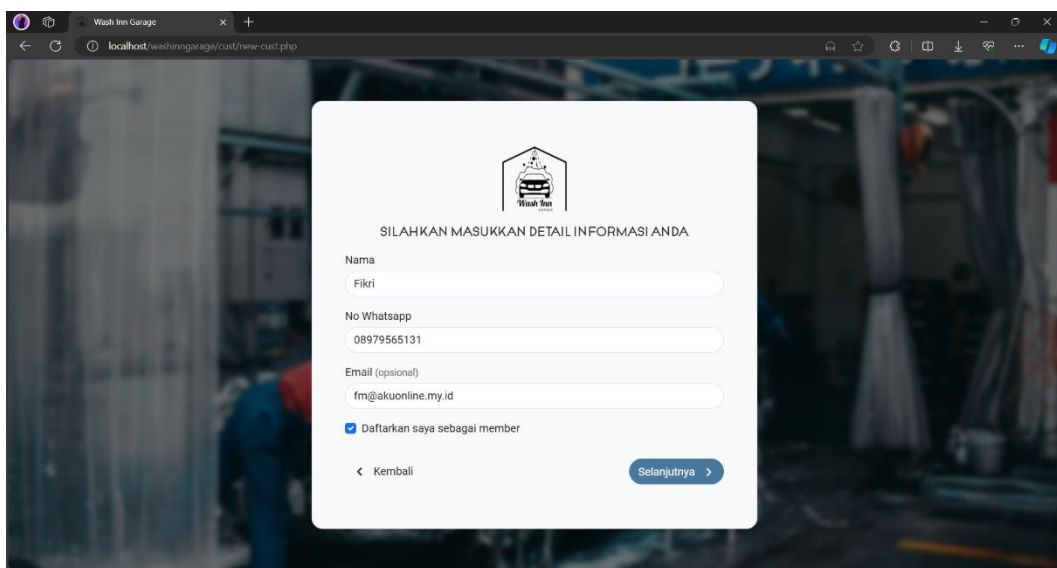 Wash Inn Garage
localhost/washinngarage/cust/new-cust.php
Wash Inn
GARAGE
SILAHKAN MASUKKAN DETAIL INFORMASI ANDA
Nama
Fikri
No Whatsapp
08979565131
Email (opsional)
fm@akuonline.my.id
Daftarkan saya sebagai member
Kembali
Selanjutnya